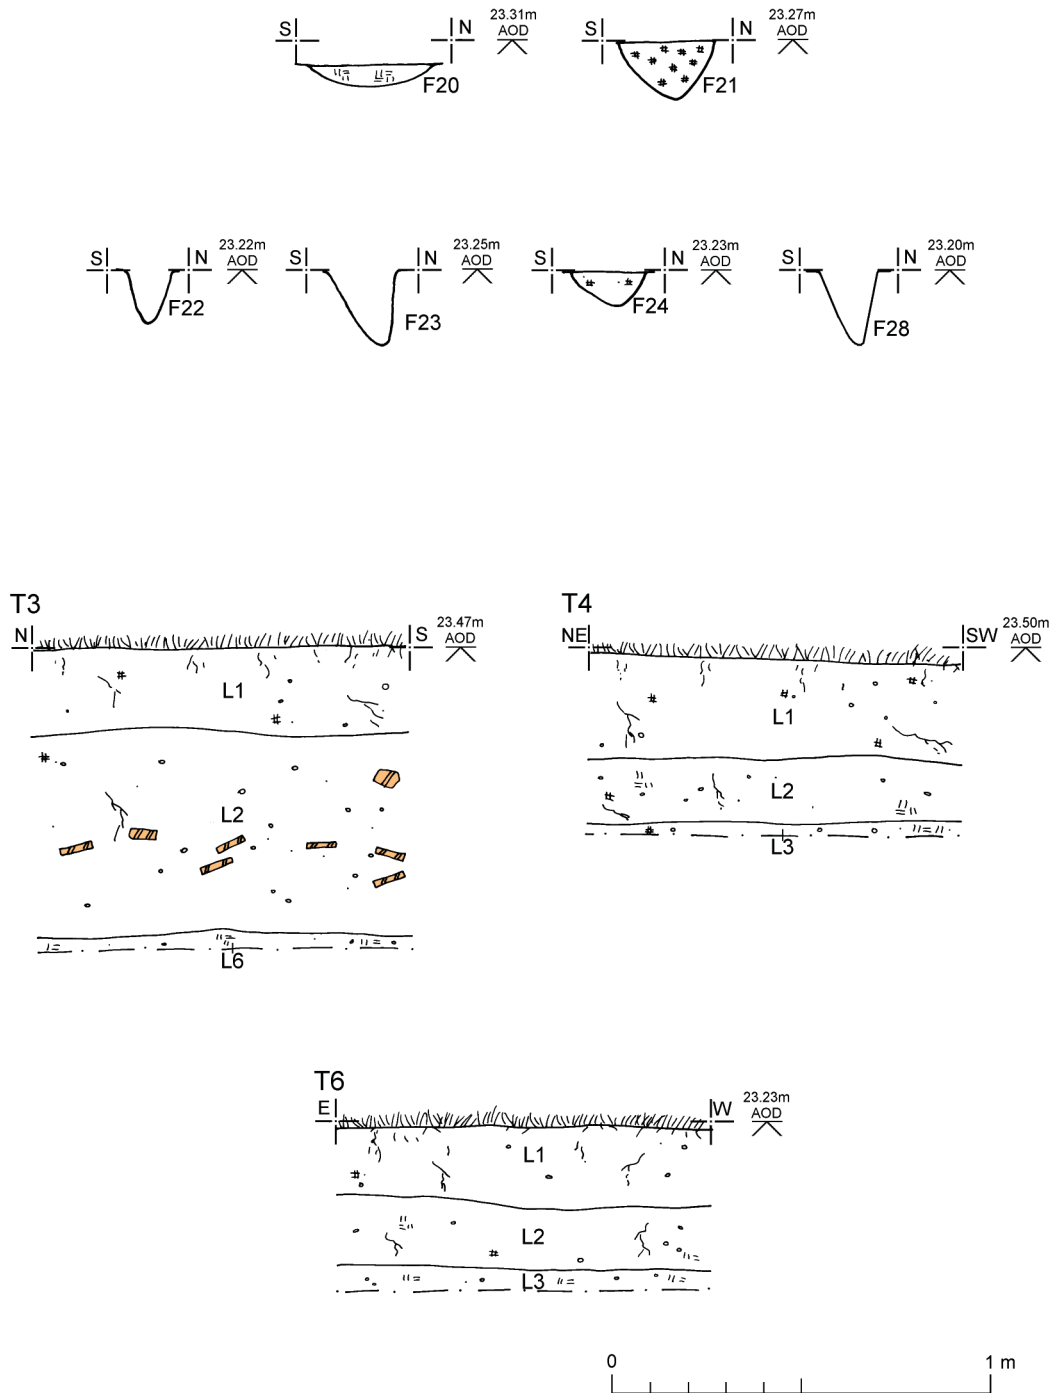 S N 23.31m
AOD
F20
S N 23.27m
AOD
F21
S N 23.22m
AOD
F22
S N 23.25m
AOD
F23
S N 23.23m
AOD
F24
S N 23.20m
AOD
F28
T3
N S 23.47m
AOD
L1
L2
L6
T4
NE SW 23.50m
AOD
L1
L2
L3
T6
E W 23.23m
AOD
L1
L2
L3
0 1 m